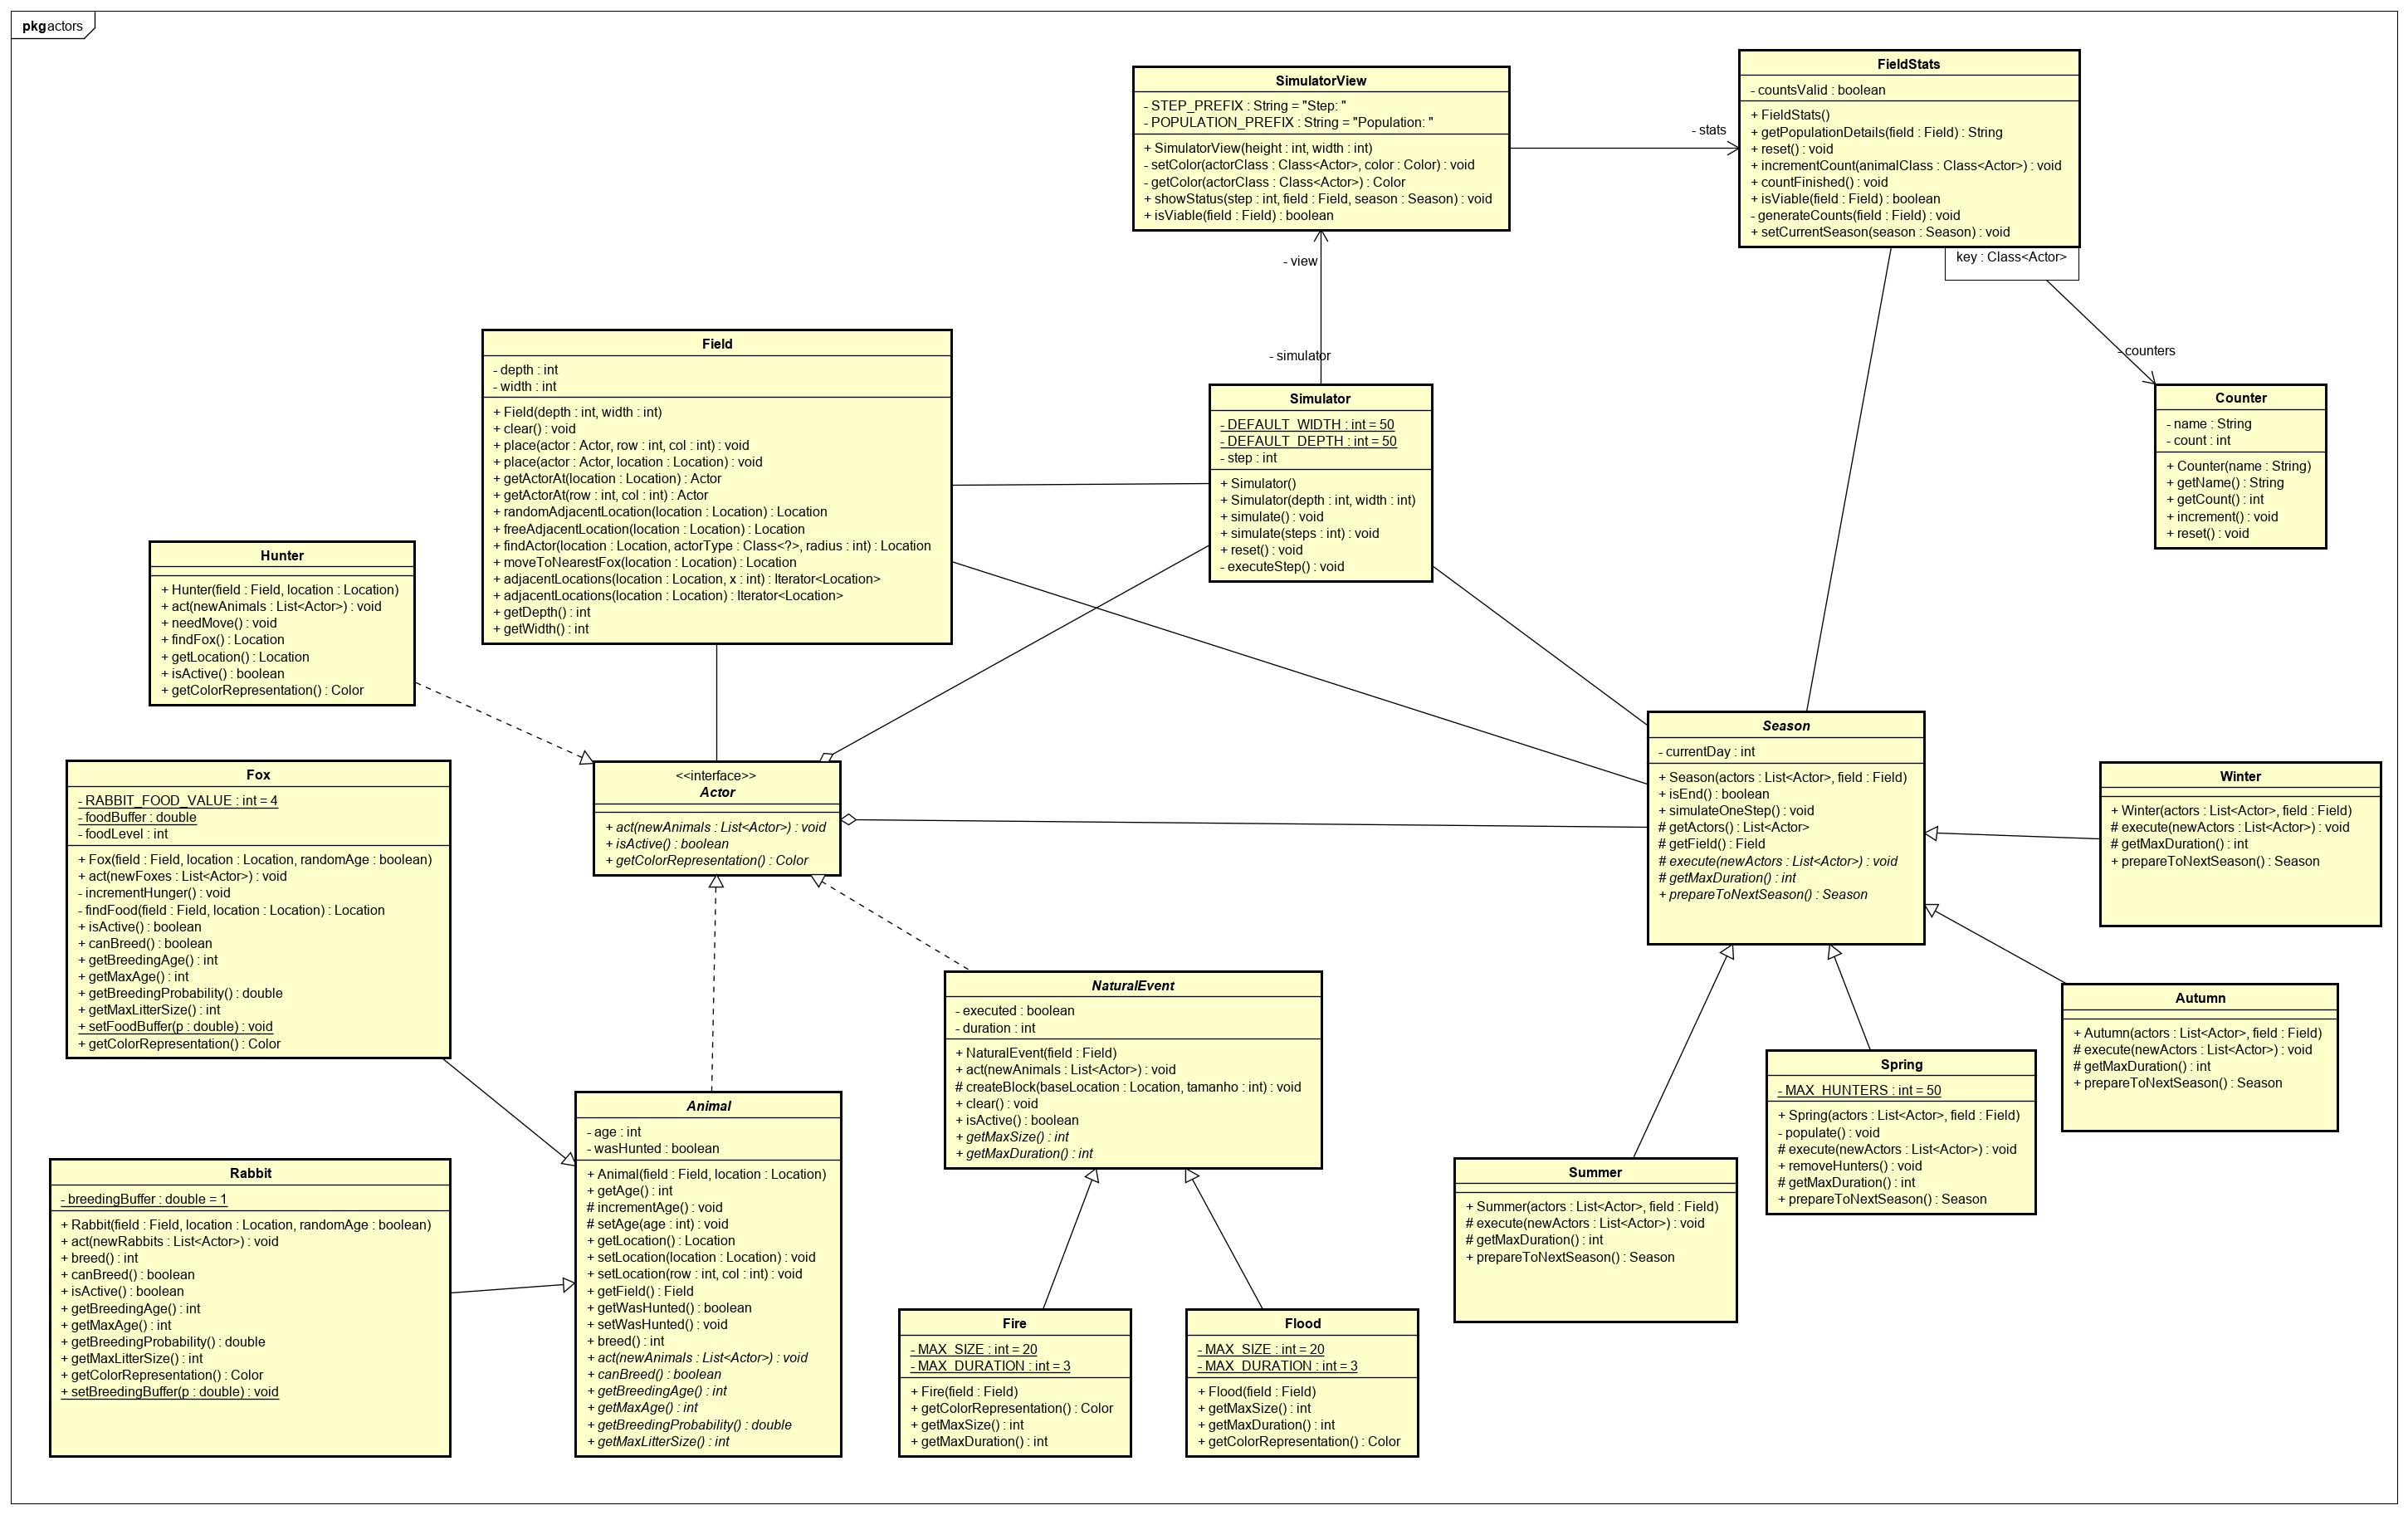 pkg actors
SimulatorView
- STEP_PREFIX : String = "Step: "
- POPULATION_PREFIX : String = "Population: "
+ SimulatorView(height : int, width : int)
- setColor(actorClass : Class<Actor>, color : Color) : void
- getColor(actorClass : Class<Actor>) : Color
+ showStatus(step : int, field : Field, season : Season) : void
+ isViable(field : Field) : boolean
- stats
FieldStats
- countsValid : boolean
+ FieldStats()
+ getPopulationDetails(field : Field) : String
+ reset() : void
+ incrementCount(animalClass : Class<Actor>) : void
+ countFinished() : void
+ isViable(field : Field) : boolean
- generateCounts(field : Field) : void
+ setCurrentSeason(season : Season) : void
key : Class<Actor>
- view
- simulator
- counters
Field
- depth : int
- width : int
+ Field(depth : int, width : int)
+ clear() : void
+ place(actor : Actor, row : int, col : int) : void
+ place(actor : Actor, location : Location) : void
+ getActorAt(location : Location) : Actor
+ getActorAt(row : int, col : int) : Actor
+ randomAdjacentLocation(location : Location) : Location
+ freeAdjacentLocation(location : Location) : Location
+ findActor(location : Location, actorType : Class<?>, radius : int) : Location
+ moveToNearestFox(location : Location) : Location
+ adjacentLocations(location : Location, x : int) : Iterator<Location>
+ adjacentLocations(location : Location) : Iterator<Location>
+ getDepth() : int
+ getWidth() : int
Simulator
- DEFAULT_WIDTH : int = 50
- DEFAULT_DEPTH : int = 50
- step : int
+ Simulator()
+ Simulator(depth : int, width : int)
+ simulate() : void
+ simulate(steps : int) : void
+ reset() : void
- executeStep() : void
Counter
- name : String
- count : int
+ Counter(name : String)
+ getName() : String
+ getCount() : int
+ increment() : void
+ reset() : void
Hunter
+ Hunter(field : Field, location : Location)
+ act(newAnimals : List<Actor>) : void
+ needMove() : void
+ findFox() : Location
+ getLocation() : Location
+ isActive() : boolean
+ getColorRepresentation() : Color
Fox
- RABBIT_FOOD_VALUE : int = 4
- foodBuffer : double
- foodLevel : int
+ Fox(field : Field, location : Location, randomAge : boolean)
+ act(newFoxes : List<Actor>) : void
- incrementHunger() : void
- findFood(field : Field, location : Location) : Location
+ isActive() : boolean
+ canBreed() : boolean
+ getBreedingAge() : int
+ getMaxAge() : int
+ getBreedingProbability() : double
+ getMaxLitterSize() : int
+ setFoodBuffer(p : double) : void
+ getColorRepresentation() : Color
<<interface>>
Actor
+ act(newAnimals : List<Actor>) : void
+ isActive() : boolean
+ getColorRepresentation() : Color
Season
- currentDay : int
+ Season(actors : List<Actor>, field : Field)
+ isEnd() : boolean
+ simulateOneStep() : void
# getActors() : List<Actor>
# getField() : Field
# execute(newActors : List<Actor>) : void
# getMaxDuration() : int
+ prepareToNextSeason() : Season
Winter
+ Winter(actors : List<Actor>, field : Field)
# execute(newActors : List<Actor>) : void
# getMaxDuration() : int
+ prepareToNextSeason() : Season
Autumn
+ Autumn(actors : List<Actor>, field : Field)
# execute(newActors : List<Actor>) : void
# getMaxDuration() : int
+ prepareToNextSeason() : Season
NaturalEvent
- executed : boolean
- duration : int
+ NaturalEvent(field : Field)
+ act(newAnimals : List<Actor>) : void
# createBlock(baseLocation : Location, tamanho : int) : void
+ clear() : void
+ isActive() : boolean
+ getMaxSize() : int
+ getMaxDuration() : int
Spring
- MAX_HUNTERS : int = 50
+ Spring(actors : List<Actor>, field : Field)
- populate() : void
# execute(newActors : List<Actor>) : void
+ removeHunters() : void
# getMaxDuration() : int
+ prepareToNextSeason() : Season
Animal
- age : int
- wasHunted : boolean
+ Animal(field : Field, location : Location)
+ getAge() : int
# incrementAge() : void
# setAge(age : int) : void
+ getLocation() : Location
+ setLocation(location : Location) : void
+ setLocation(row : int, col : int) : void
+ getField() : Field
+ getWasHunted() : boolean
+ setWasHunted() : void
+ breed() : int
+ act(newAnimals : List<Actor>) : void
+ canBreed() : boolean
+ getBreedingAge() : int
+ getMaxAge() : int
+ getBreedingProbability() : double
+ getMaxLitterSize() : int
Rabbit
- breedingBuffer : double = 1
+ Rabbit(field : Field, location : Location, randomAge : boolean)
+ act(newRabbits : List<Actor>) : void
+ breed() : int
+ canBreed() : boolean
+ isActive() : boolean
+ getBreedingAge() : int
+ getMaxAge() : int
+ getBreedingProbability() : double
+ getMaxLitterSize() : int
+ getColorRepresentation() : Color
+ setBreedingBuffer(p : double) : void
Summer
+ Summer(actors : List<Actor>, field : Field)
# execute(newActors : List<Actor>) : void
# getMaxDuration() : int
+ prepareToNextSeason() : Season
Fire
- MAX_SIZE : int = 20
- MAX_DURATION : int = 3
+ Fire(field : Field)
+ getColorRepresentation() : Color
+ getMaxSize() : int
+ getMaxDuration() : int
Flood
- MAX_SIZE : int = 20
- MAX_DURATION : int = 3
+ Flood(field : Field)
+ getMaxSize() : int
+ getMaxDuration() : int
+ getColorRepresentation() : Color